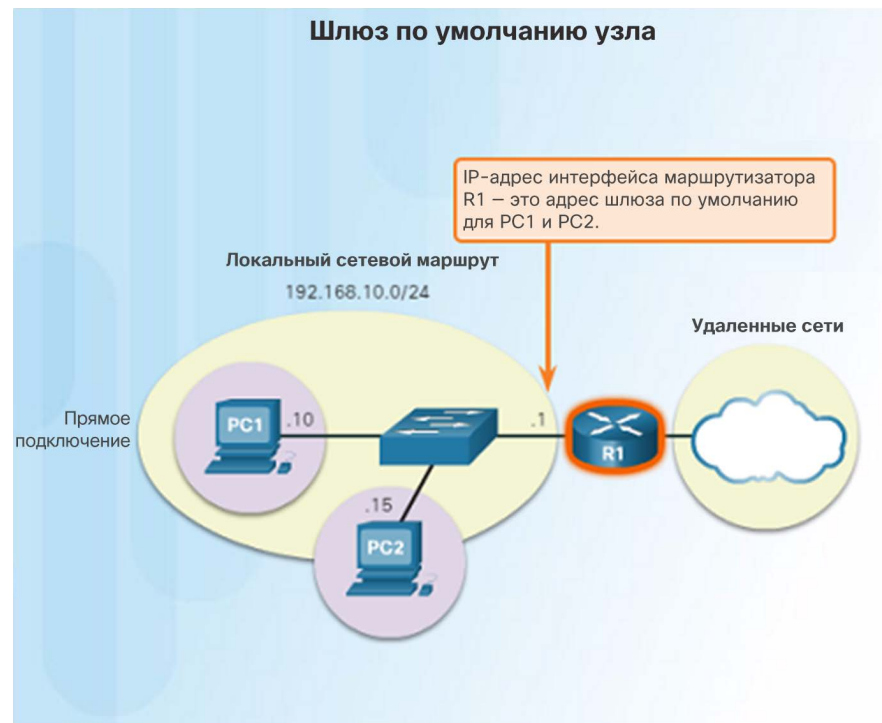 Шлюз по умолчанию узла
IP-адрес интерфейса маршрутизатора
R1 – это адрес шлюза по умолчанию
для PC1 и PC2.
Локальный сетевой маршрут
192.168.10.0/24
Удаленные сети
Прямое
подключение
PC1
.10
.1
R1
.15
PC2